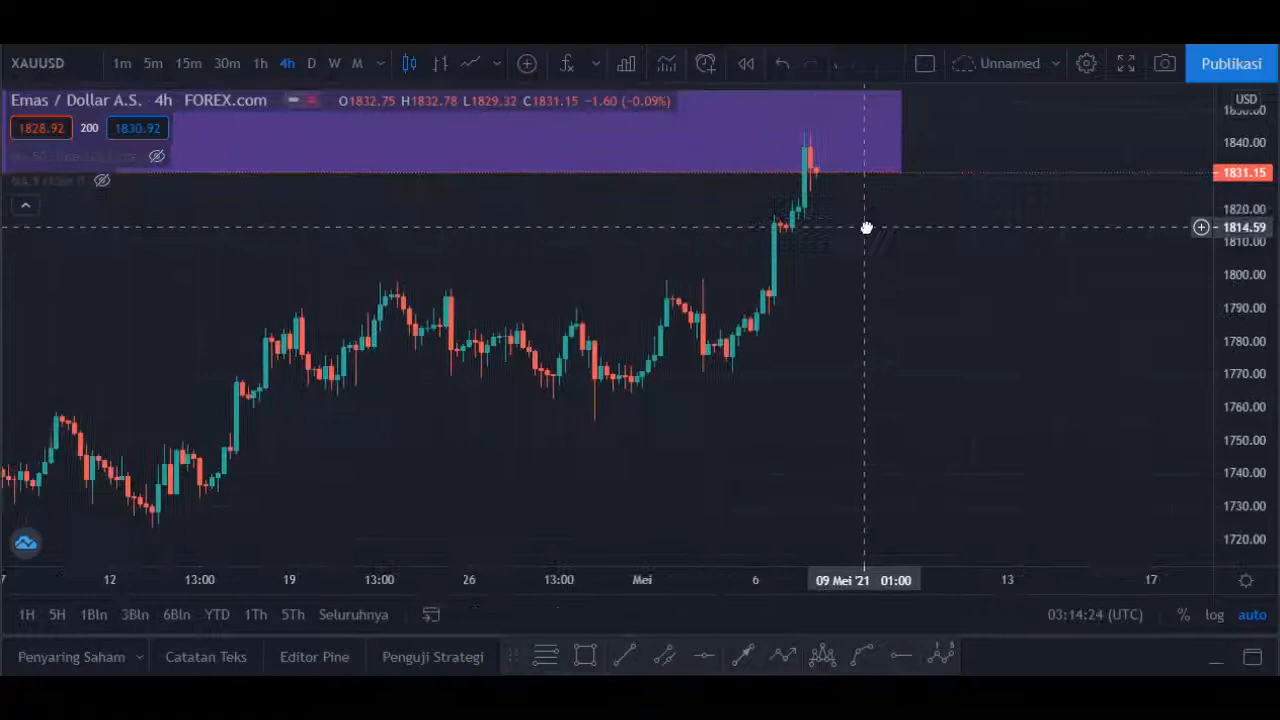 XAUUSD 1m 5m 15m 30m 1h 4h D W M Unnamed Publikasi
Emas / Dollar A.S. 4h FOREX.com O1832.75 H1832.78 L1829.32 C1831.15 -1.60 (-0.09%)
USD
1828.92 200 1830.92
1840.00
1831.15
1820.00
1814.59
1810.00
1800.00
1790.00
1780.00
1770.00
1760.00
1750.00
1740.00
1730.00
1720.00
7 12 13:00 19 13:00 26 13:00 Mei 6 09 Mei '21 01:00 13 17
1H 5H 1Bln 3Bln 6Bln YTD 1Th 5Th Seluruhnya 03:14:24 (UTC) % log auto
Penyaring Saham Catatan Teks Editor Pine Penguji Strategi